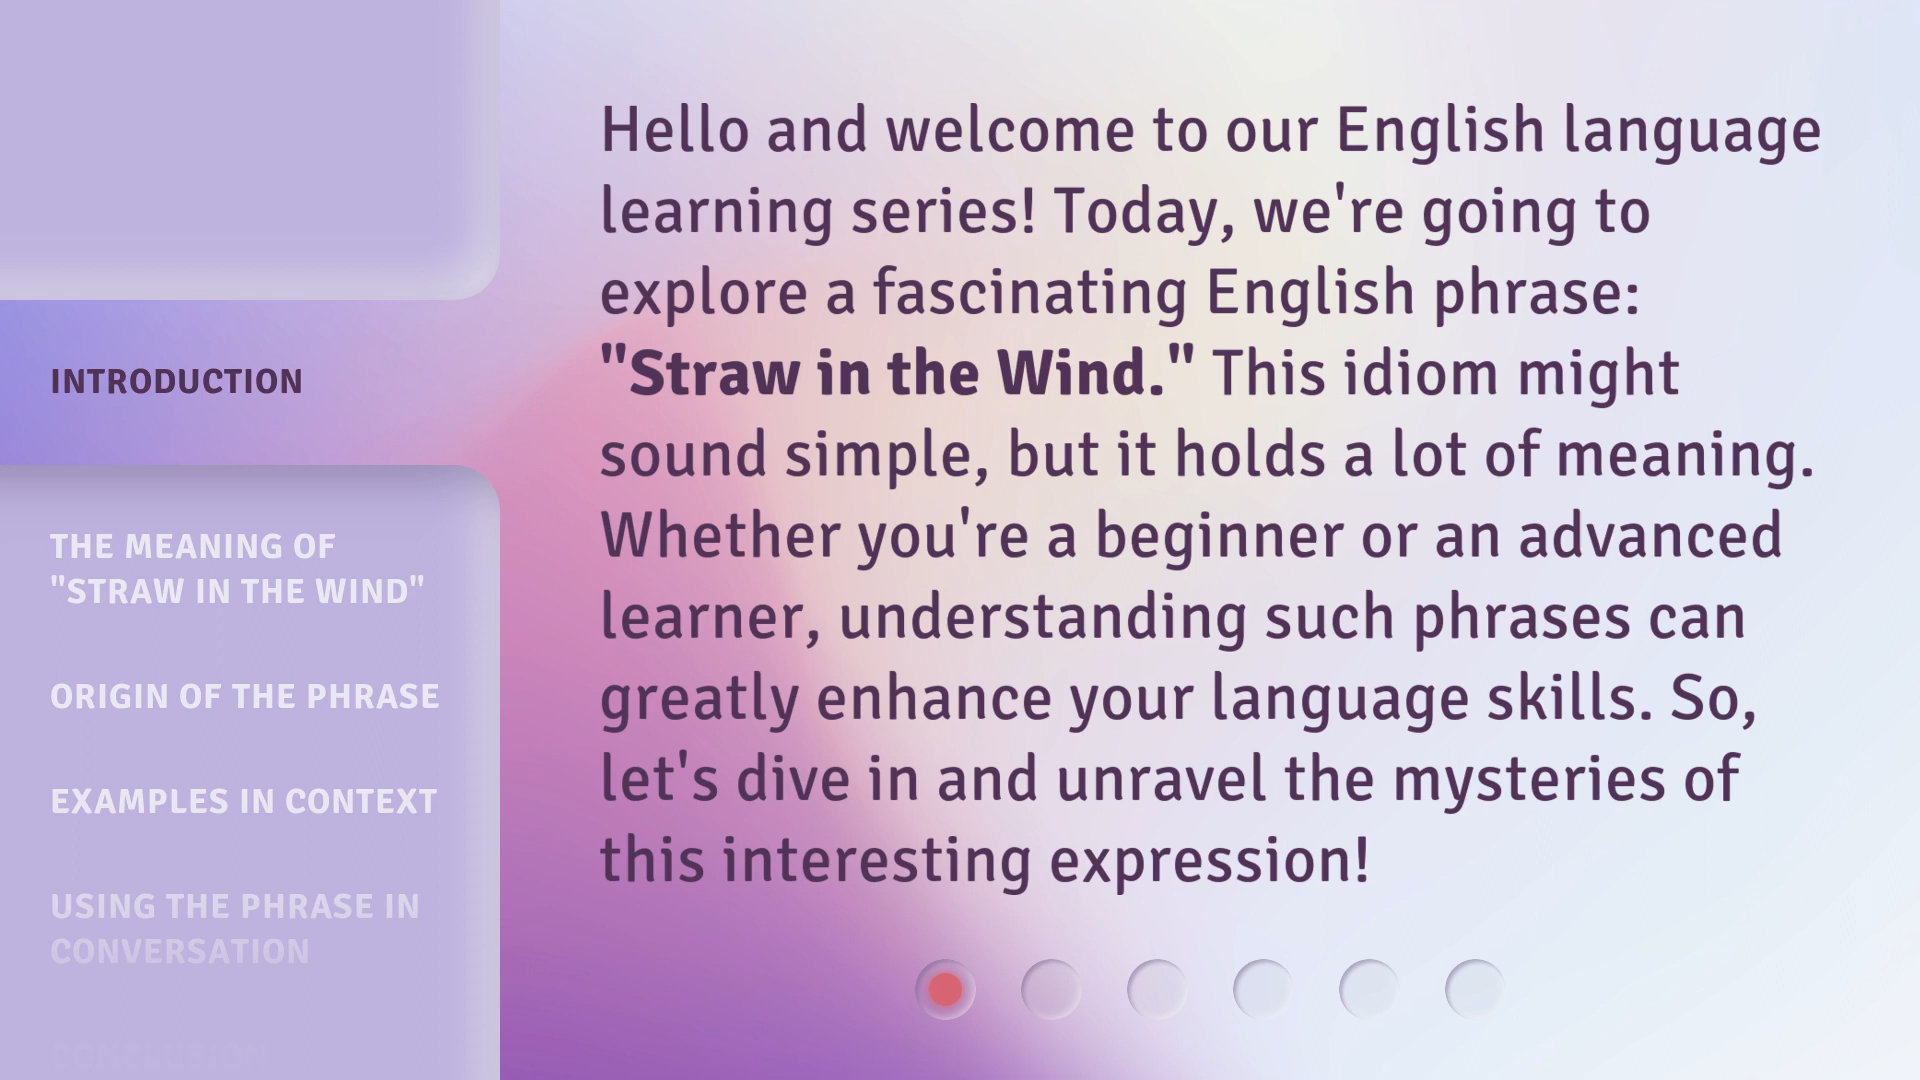 INTRODUCTION
THE MEANING OF
"STRAW IN THE WIND"
ORIGIN OF THE PHRASE
EXAMPLES IN CONTEXT
USING THE PHRASE IN
CONVERSATION
CONCLUSION
Hello and welcome to our English language
learning series! Today, we're going to
explore a fascinating English phrase:
"Straw in the Wind." This idiom might
sound simple, but it holds a lot of meaning.
Whether you're a beginner or an advanced
learner, understanding such phrases can
greatly enhance your language skills. So,
let's dive in and unravel the mysteries of
this interesting expression!